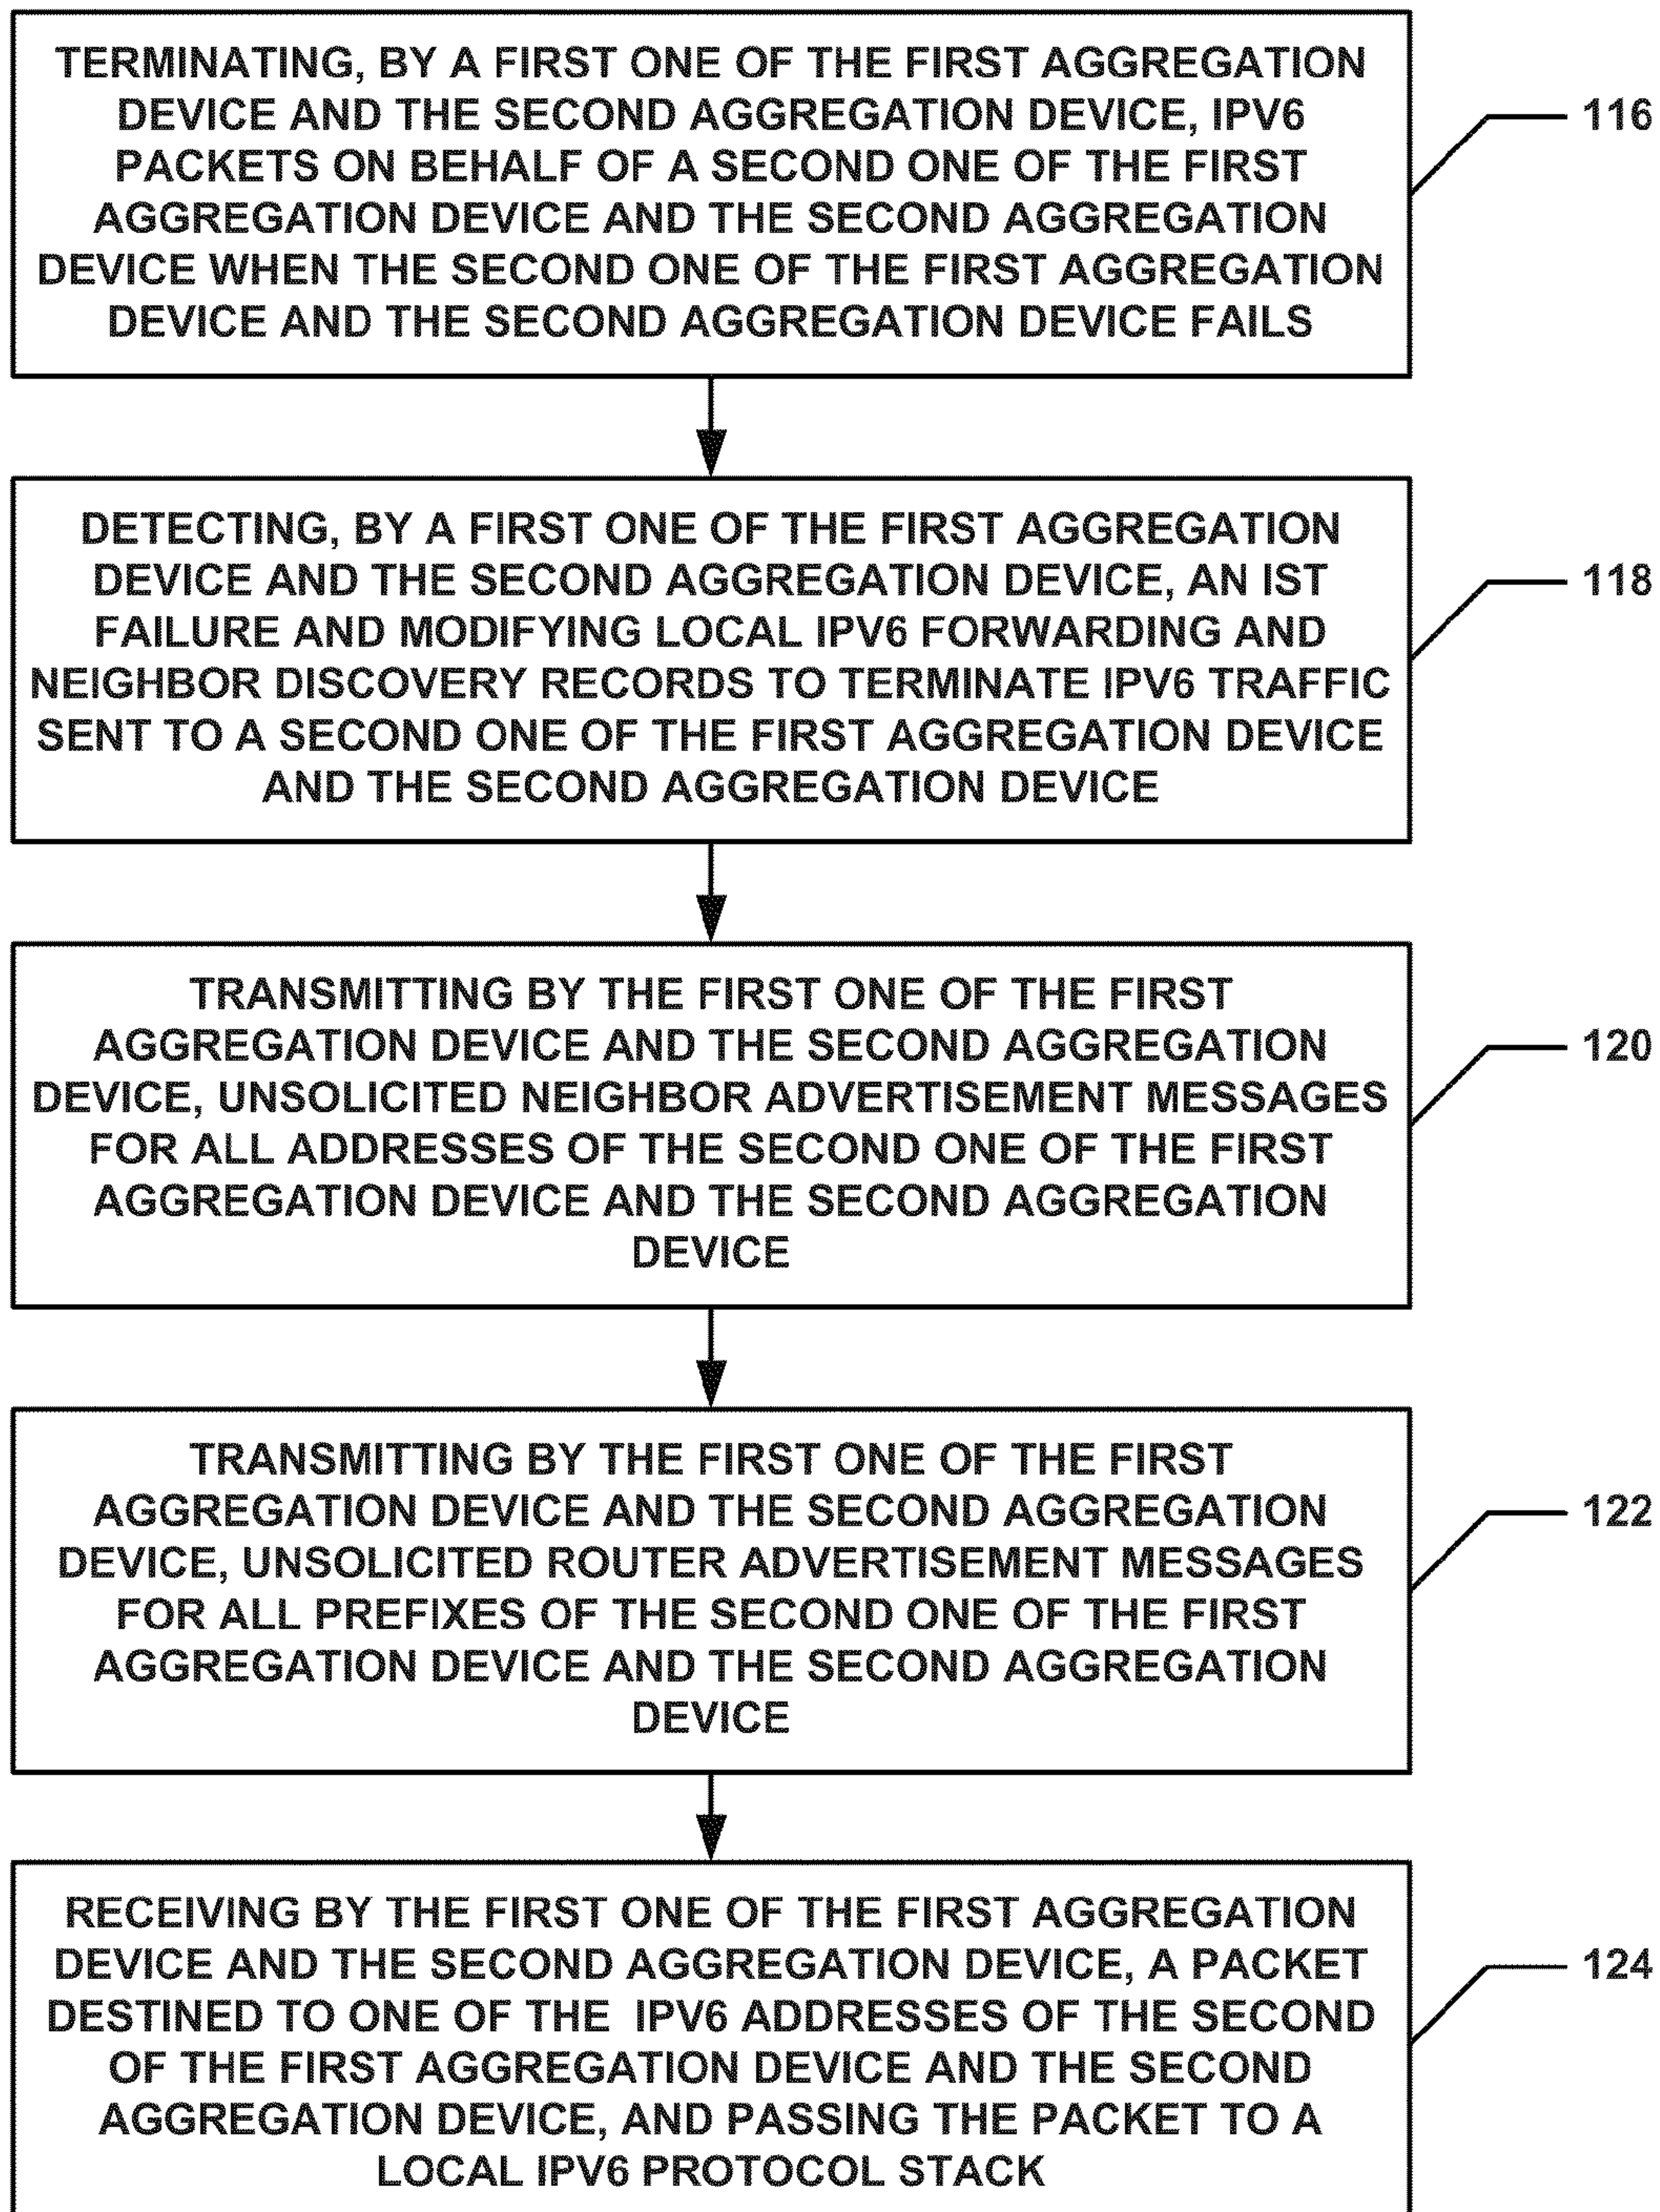 TERMINATING, BY A FIRST ONE OF THE FIRST AGGREGATION
DEVICE AND THE SECOND AGGREGATION DEVICE, IPV6
PACKETS ON BEHALF OF A SECOND ONE OF THE FIRST
AGGREGATION DEVICE AND THE SECOND AGGREGATION
DEVICE WHEN THE SECOND ONE OF THE FIRST AGGREGATION
DEVICE AND THE SECOND AGGREGATION DEVICE FAILS
116
DETECTING, BY A FIRST ONE OF THE FIRST AGGREGATION
DEVICE AND THE SECOND AGGREGATION DEVICE, AN IST
FAILURE AND MODIFYING LOCAL IPV6 FORWARDING AND
NEIGHBOR DISCOVERY RECORDS TO TERMINATE IPV6 TRAFFIC
SENT TO A SECOND ONE OF THE FIRST AGGREGATION DEVICE
AND THE SECOND AGGREGATION DEVICE
118
TRANSMITTING BY THE FIRST ONE OF THE FIRST
AGGREGATION DEVICE AND THE SECOND AGGREGATION
DEVICE, UNSOLICITED NEIGHBOR ADVERTISEMENT MESSAGES
FOR ALL ADDRESSES OF THE SECOND ONE OF THE FIRST
AGGREGATION DEVICE AND THE SECOND AGGREGATION
DEVICE
120
TRANSMITTING BY THE FIRST ONE OF THE FIRST
AGGREGATION DEVICE AND THE SECOND AGGREGATION
DEVICE, UNSOLICITED ROUTER ADVERTISEMENT MESSAGES
FOR ALL PREFIXES OF THE SECOND ONE OF THE FIRST
AGGREGATION DEVICE AND THE SECOND AGGREGATION
DEVICE
122
RECEIVING BY THE FIRST ONE OF THE FIRST AGGREGATION
DEVICE AND THE SECOND AGGREGATION DEVICE, A PACKET
DESTINED TO ONE OF THE IPV6 ADDRESSES OF THE SECOND
OF THE FIRST AGGREGATION DEVICE AND THE SECOND
AGGREGATION DEVICE, AND PASSING THE PACKET TO A
LOCAL IPV6 PROTOCOL STACK
124